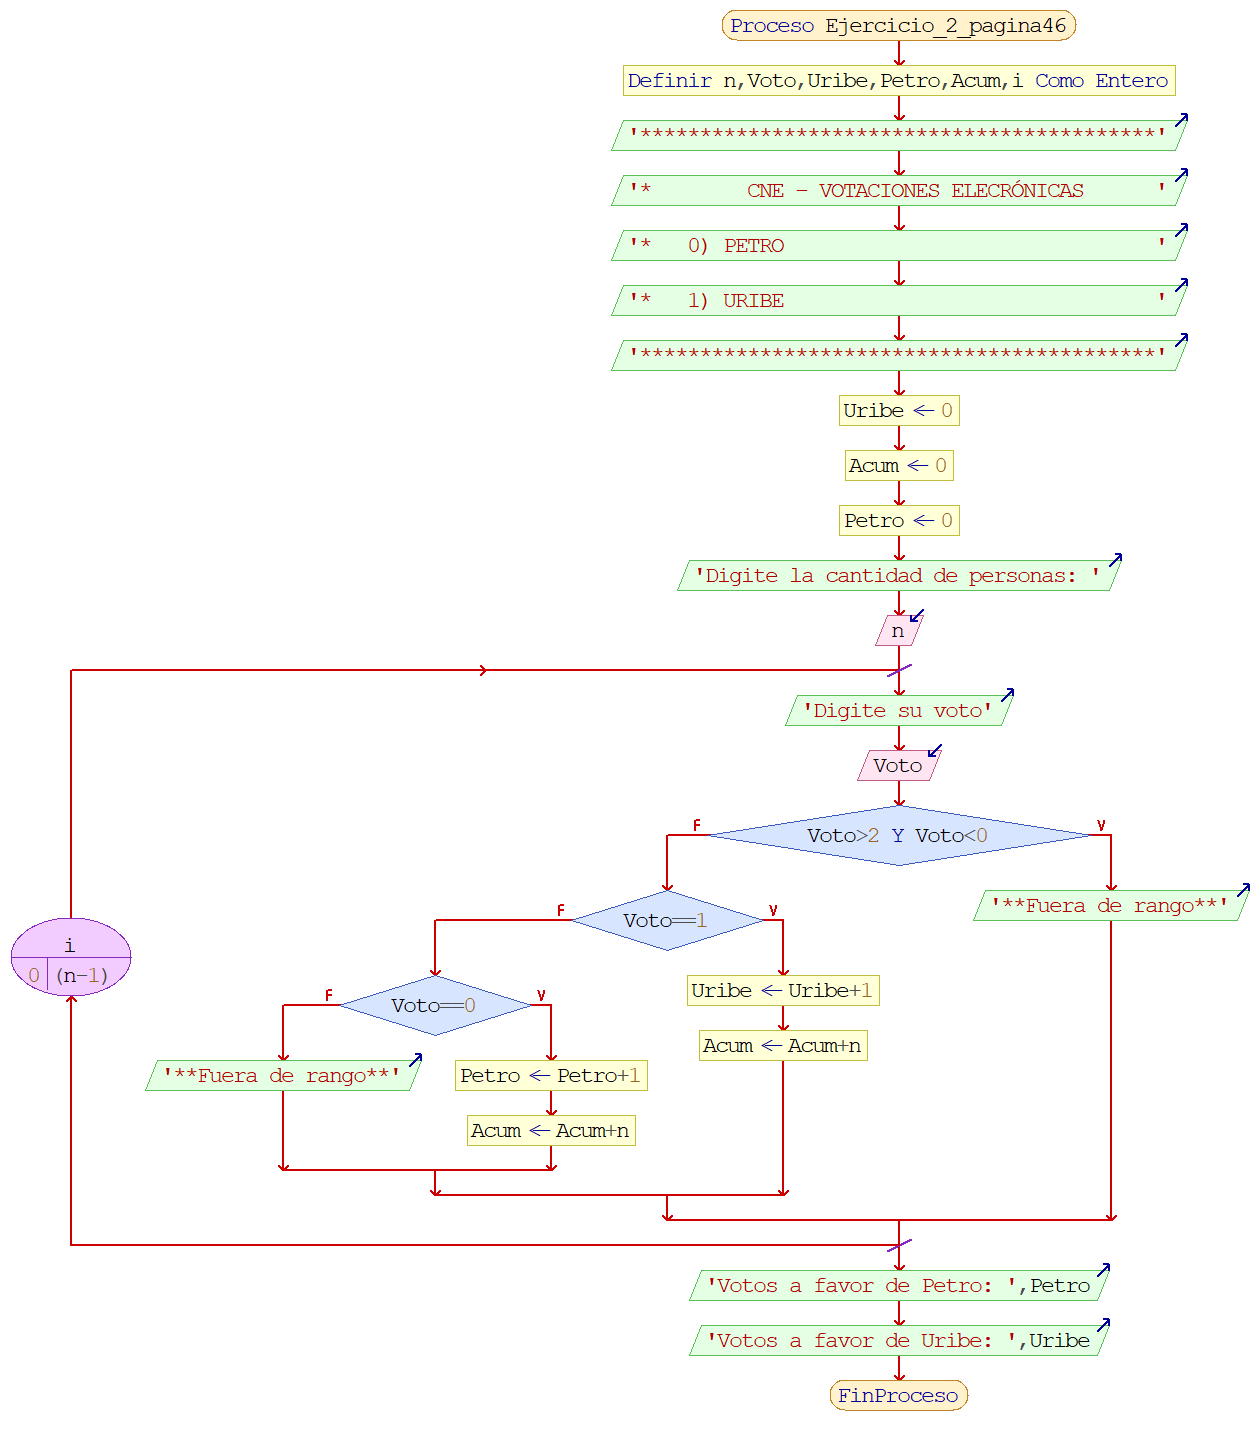 Proceso Ejercicio_2_pagina46
Definir n,Voto,Uribe,Petro,Acum,i Como Entero
'*******************************************'
'*        CNE - VOTACIONES ELECRÓNICAS      '
'*   0) PETRO                               '
'*   1) URIBE                               '
'*******************************************'
Uribe ← 0
Acum ← 0
Petro ← 0
'Digite la cantidad de personas: '
n
'Digite su voto'
Voto
F
Voto>2 Y Voto<0
V
'**Fuera de rango**'
F
Voto==1
V
i
0 (n-1)
Uribe ← Uribe+1
F
Voto==0
V
Acum ← Acum+n
'**Fuera de rango**'
Petro ← Petro+1
Acum ← Acum+n
'Votos a favor de Petro: ',Petro
'Votos a favor de Uribe: ',Uribe
FinProceso